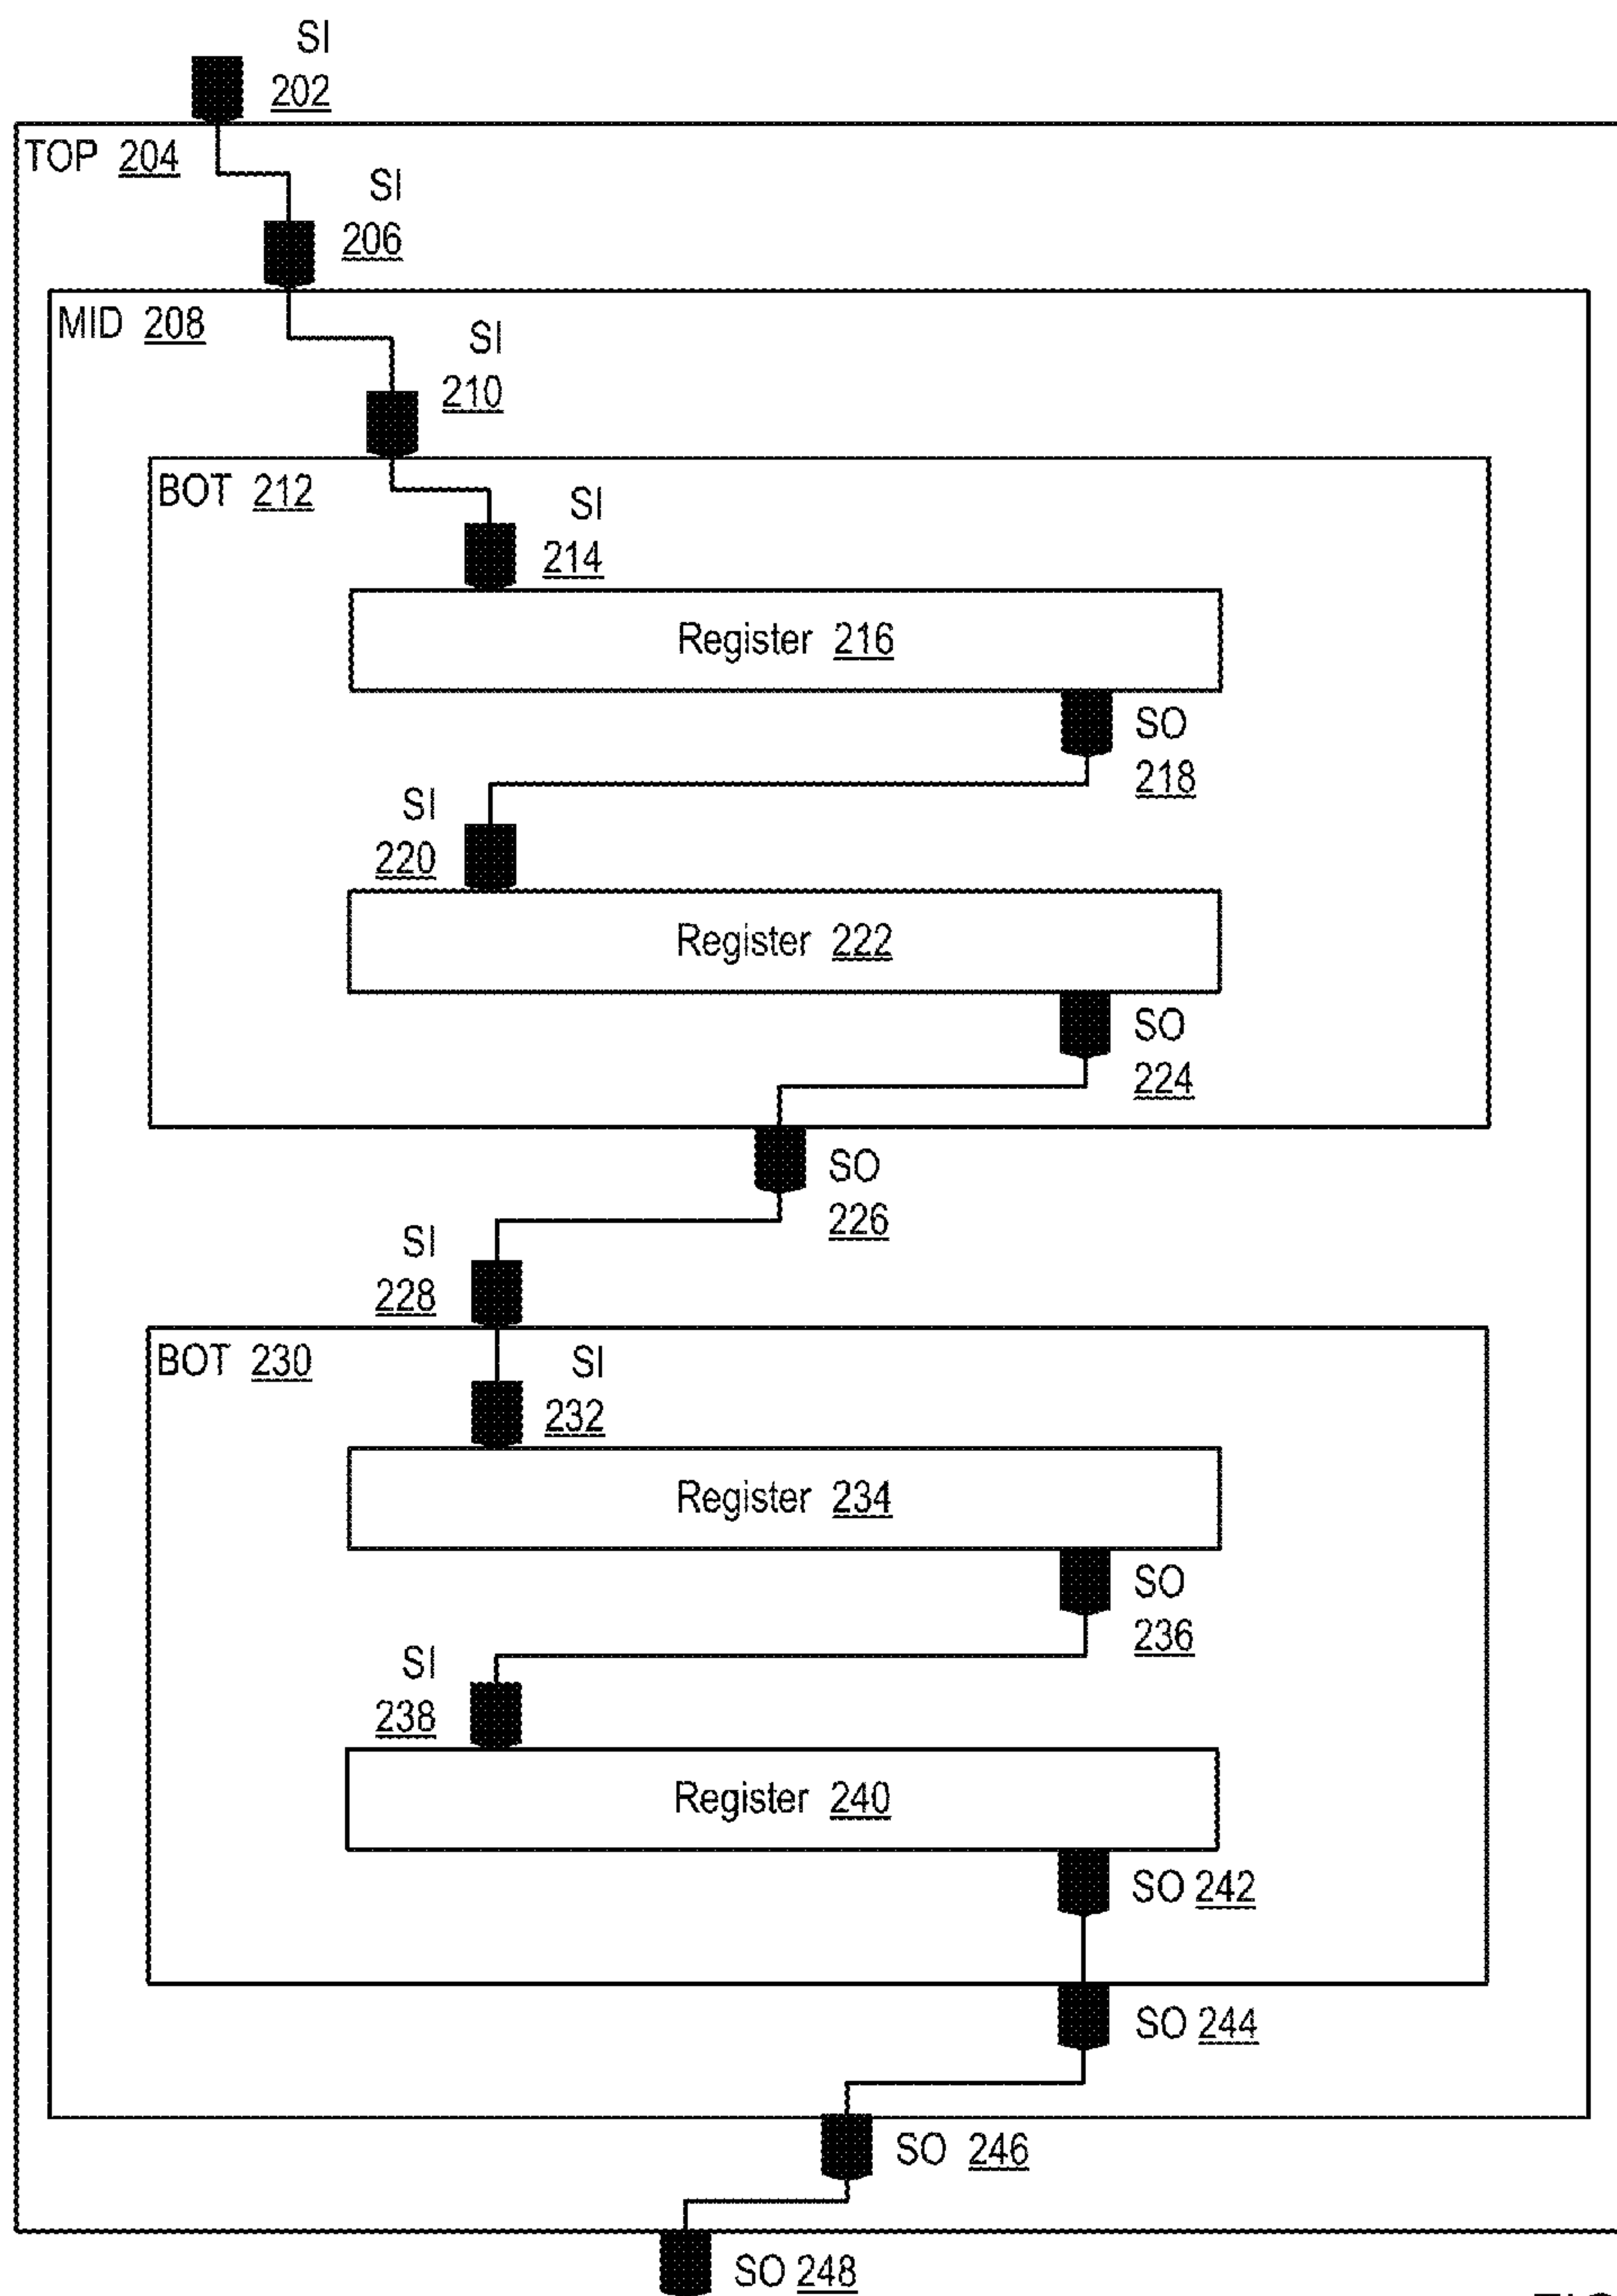 SI
202
TOP 204
SI
206
MID 208
SI
210
BOT 212
SI
214
Register 216
SO
218
SI
220
Register 222
SO
224
SO
226
SI
228
BOT 230
SI
232
Register 234
SO
236
SI
238
Register 240
SO 242
SO 244
SO 246
SO 248